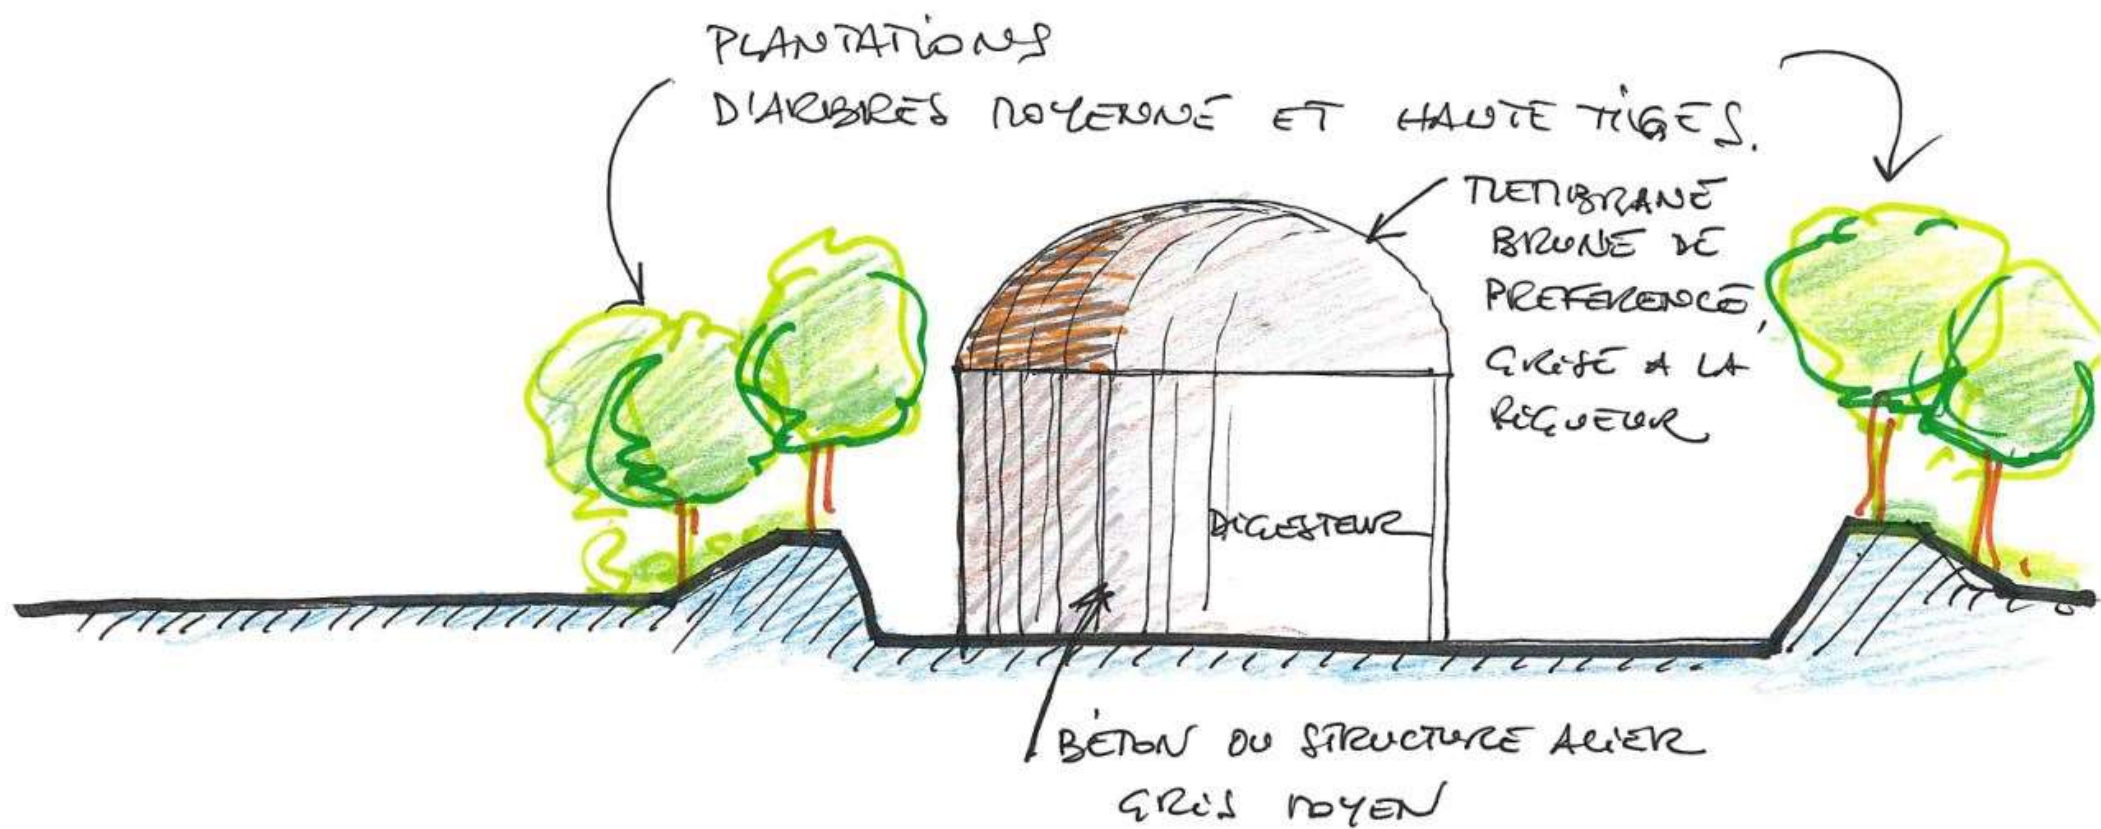 PLANTATIONS
D'ARBRES MOYENNE ET HAUTE TIGES.
MEMBRANE
BRUNE DE
PREFERENCE,
GRISE A LA
RIGUEUR
DIGESTEUR
BÉTON OU STRUCTURE ACIER
GRIS MOYEN